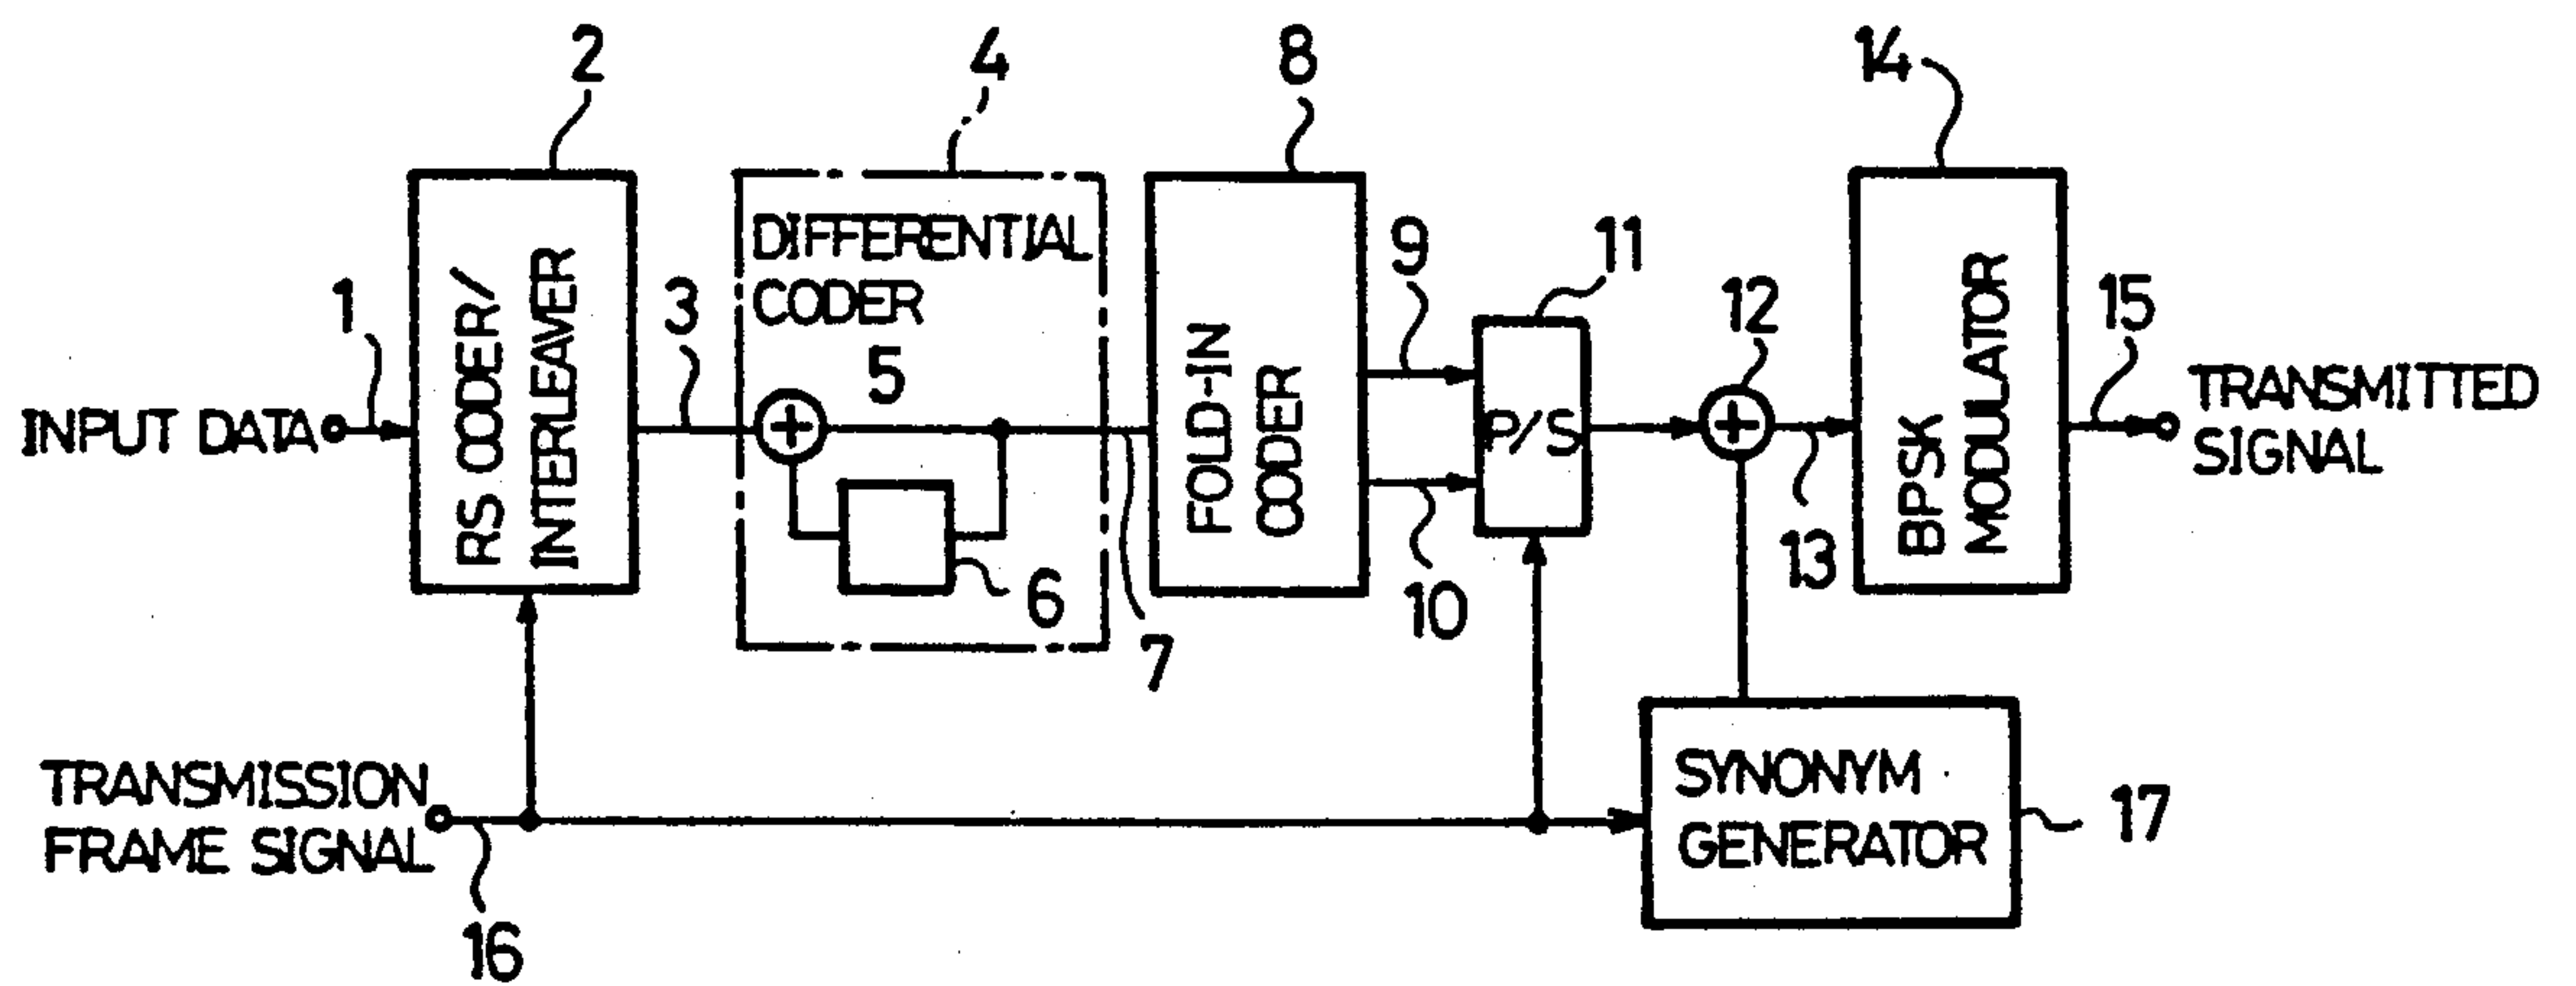 2
4
8
14
DIFFERENTIAL
CODER
RS CODER/
INTERLEAVER
1
3
5
9
11
12
15
INPUT DATA
FOLD-IN
CODER
P/S
BPSK
MODULATOR
TRANSMITTED
SIGNAL
6
7
10
13
TRANSMISSION
FRAME SIGNAL
SYNONYM
GENERATOR
17
16